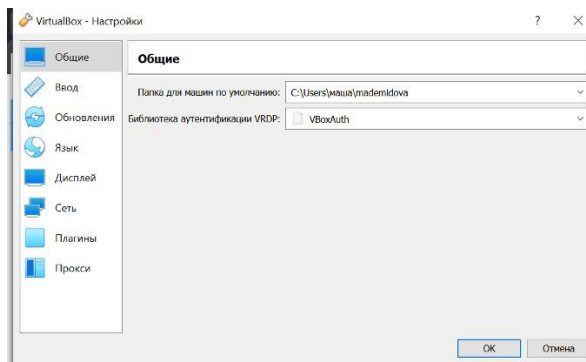 VirtualBox - Настройки
?
Общие
Ввод
Обновления
Язык
Дисплей
Сеть
Плагины
Прокси
Общие
Папка для машин по умолчанию: C:\Users\маша\mademidova
Библиотека аутентификации VRDP: VBoxAuth
OK Отмена